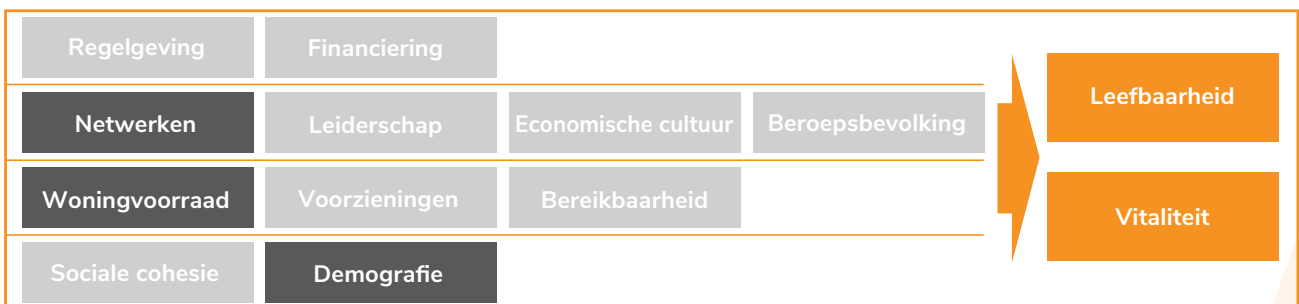 Regelgeving
Financiering
Netwerken
Leiderschap
Economische cultuur
Beroepsbevolking
Woningvoorraad
Voorzieningen
Bereikbaarheid
Sociale cohesie
Demografie
Leefbaarheid
Vitaliteit